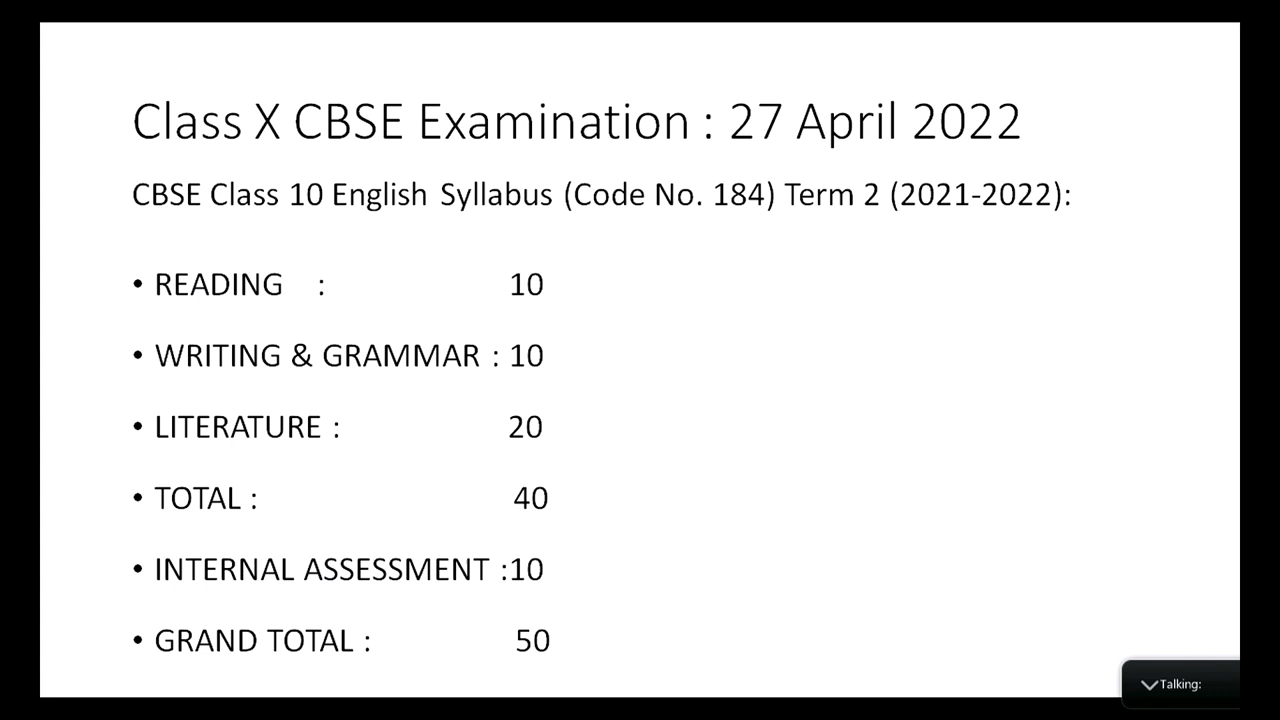 Class X CBSE Examination : 27 April 2022
CBSE Class 10 English Syllabus (Code No. 184) Term 2 (2021-2022):
• READING : 10
• WRITING & GRAMMAR : 10
• LITERATURE : 20
• TOTAL : 40
• INTERNAL ASSESSMENT :10
• GRAND TOTAL : 50
Talking: